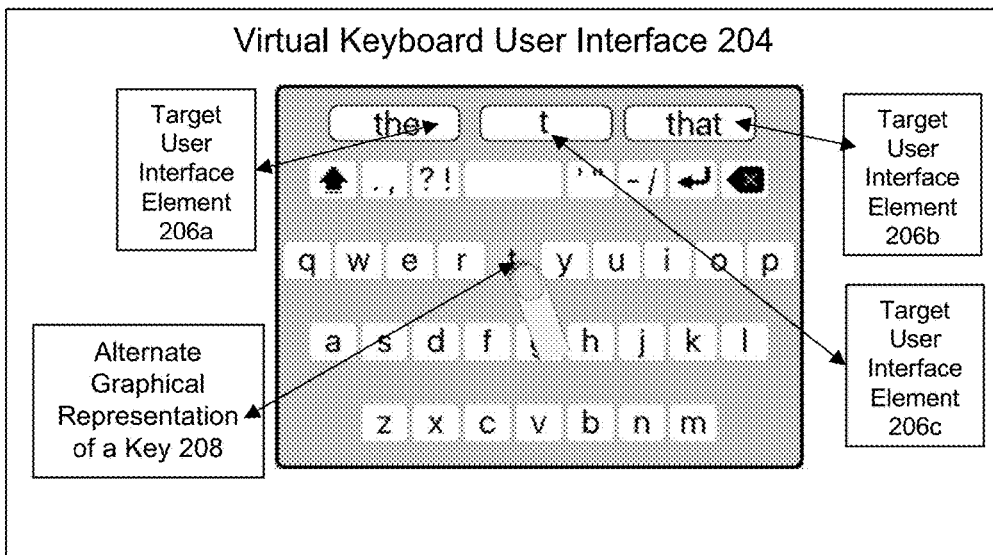 Virtual Keyboard User Interface 204
Target
User
Interface
Element
206a
the t that
. , ? ! ' " ~ /
q w e r t y u i o p
a s d f h j k l
z x c v b n m
Target
User
Interface
Element
206b
Alternate
Graphical
Representation
of a Key 208
Target
User
Interface
Element
206c